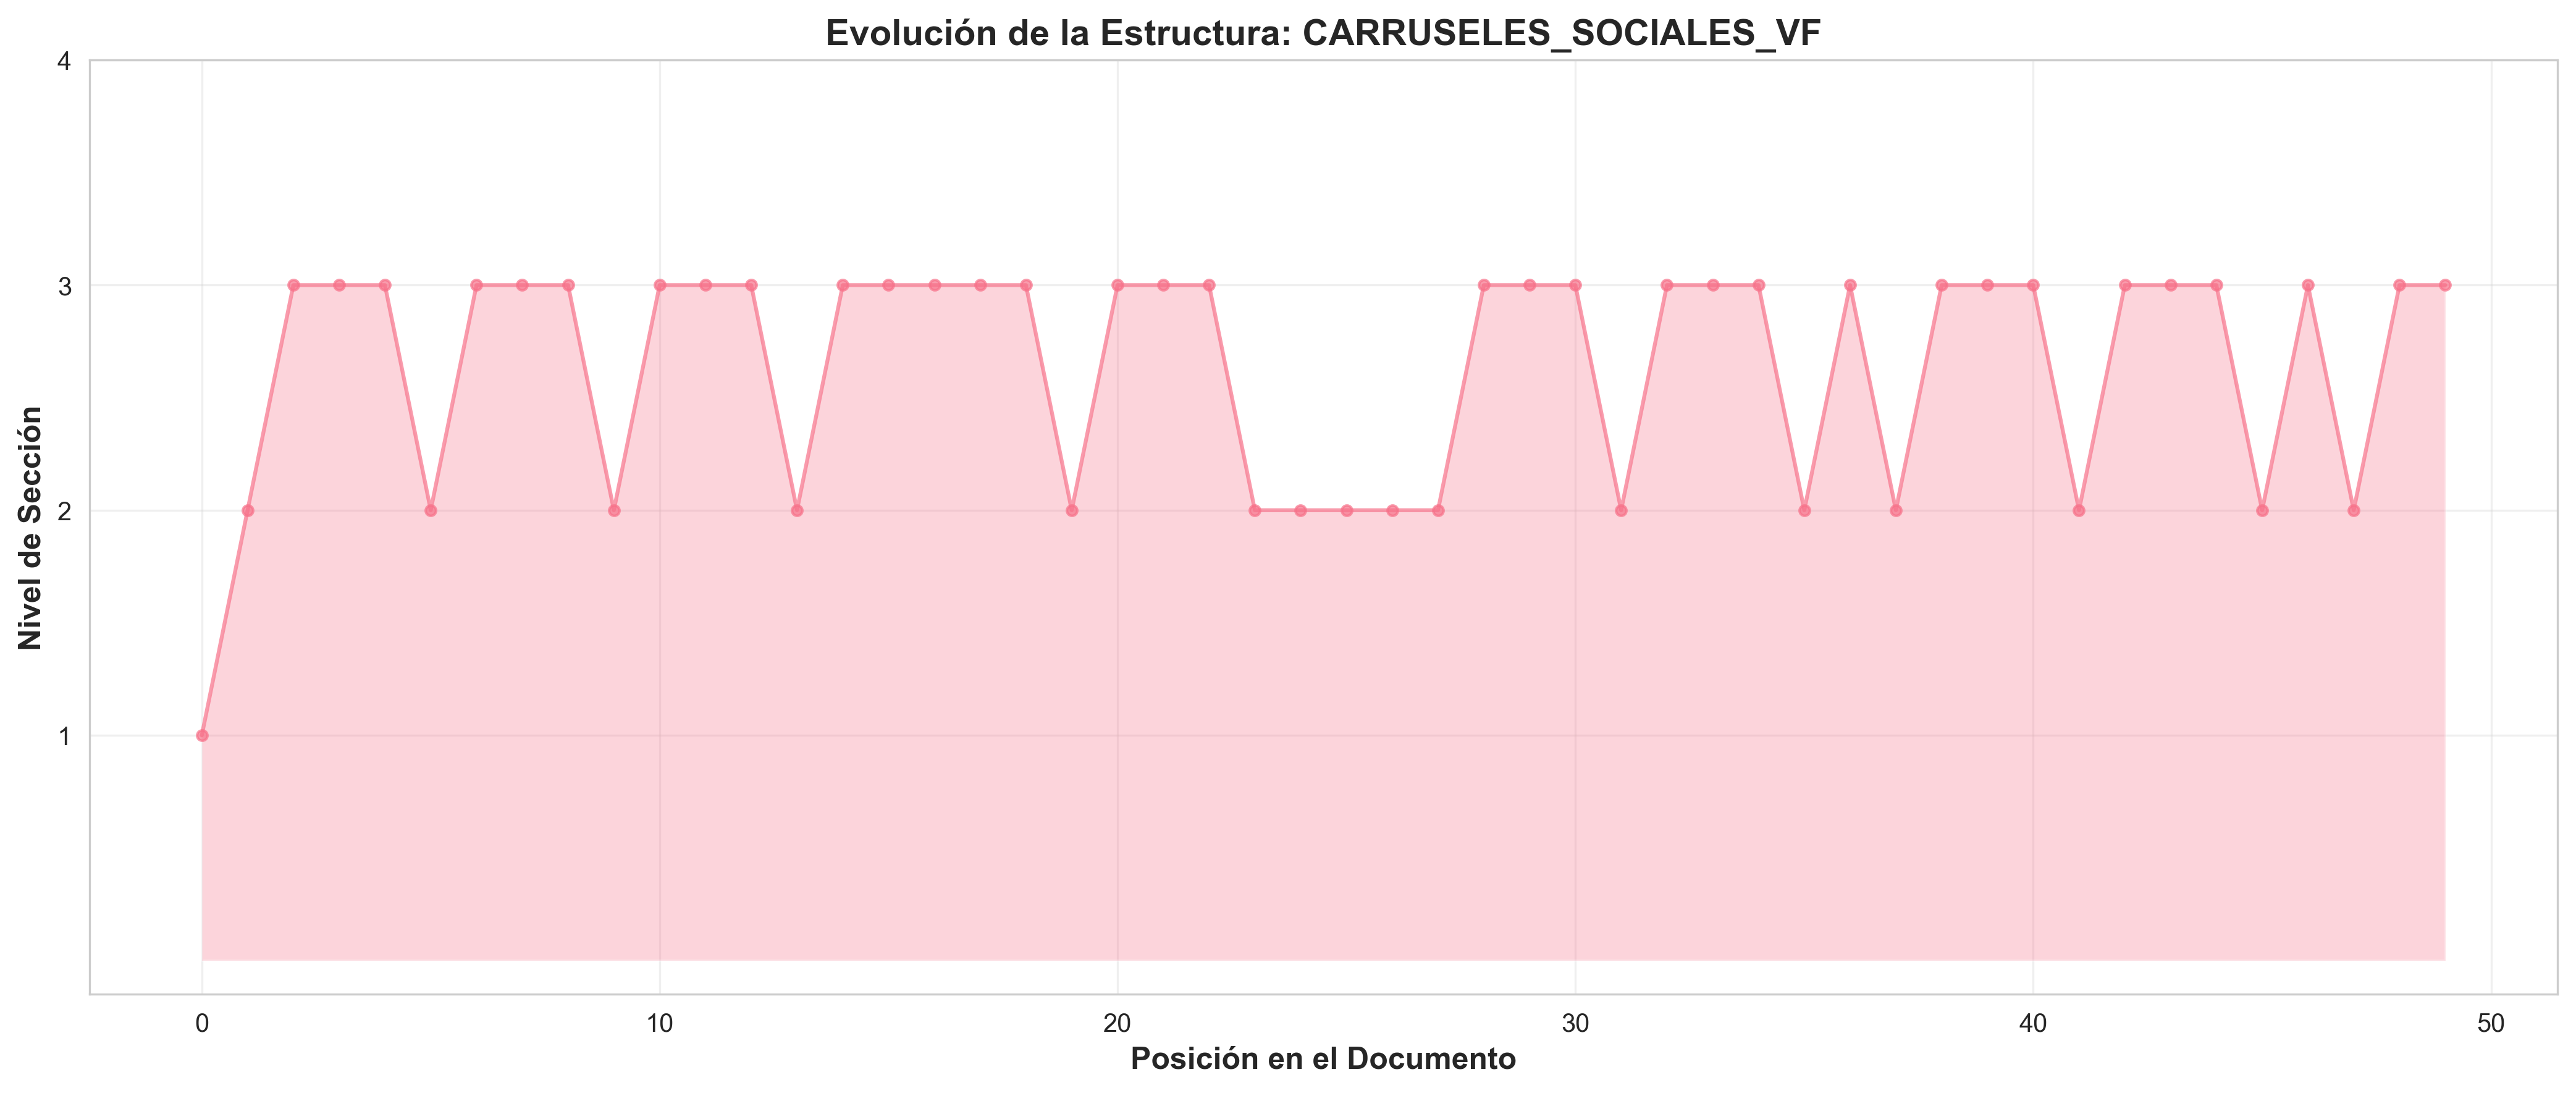 Evolución de la Estructura: CARRUSELES_SOCIALES_VF
4
3
2
1
Nivel de Sección
0 10 20 30 40 50
Posición en el Documento